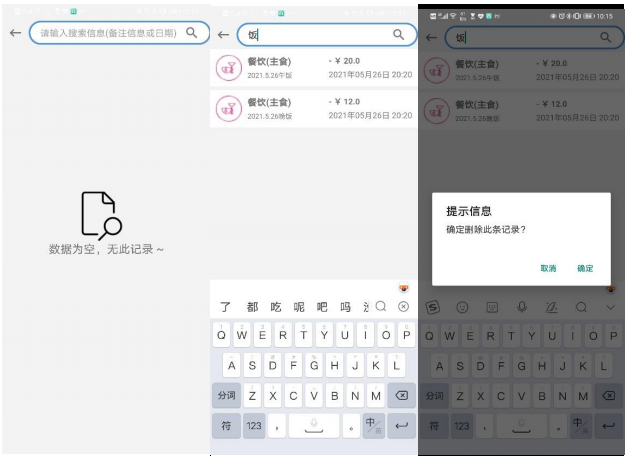 请输入搜索信息(备注信息或日期)
数据为空，无此记录~
饭
餐饮(主食)
- ¥ 20.0
2021.5.26午饭
2021年05月26日 20:20
餐饮(主食)
- ¥ 12.0
2021.5.26晚饭
2021年05月26日 20:20
了 都 吃 呢 吧 吗
Q W E R T Y U I O P
A S D F G H J K L
分词 Z X C V B N M
符 123 ， 。 中/英
10:15
饭
餐饮(主食)
- ¥ 20.0
2021.5.26午饭
2021年05月26日 20:20
餐饮(主食)
- ¥ 12.0
2021.5.26晚饭
2021年05月26日 20:20
提示信息
确定删除此条记录？
取消 确定
Q W E R T Y U I O P
A S D F G H J K L
分词 Z X C V B N M
符 123 ， 。 中/英